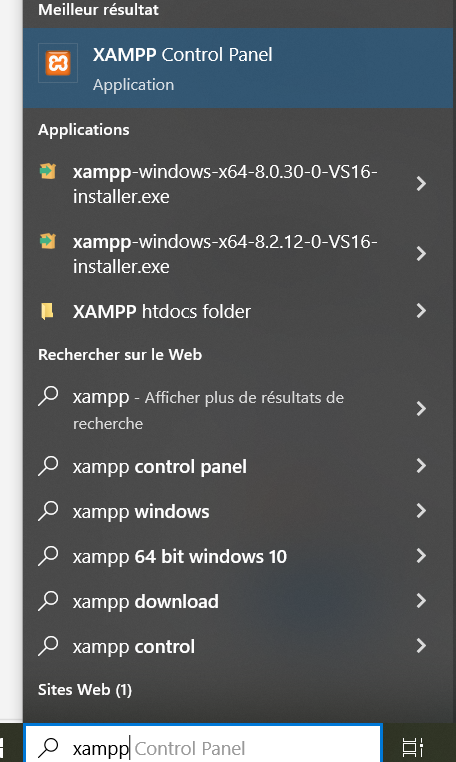 Meilleur résultat
XAMPP Control Panel
Application
Applications
xampp-windows-x64-8.0.30-0-VS16-
installer.exe
xampp-windows-x64-8.2.12-0-VS16-
installer.exe
XAMPP htdocs folder
Rechercher sur le Web
xampp - Afficher plus de résultats de
recherche
xampp control panel
xampp windows
xampp 64 bit windows 10
xampp download
xampp control
Sites Web (1)
xampp Control Panel